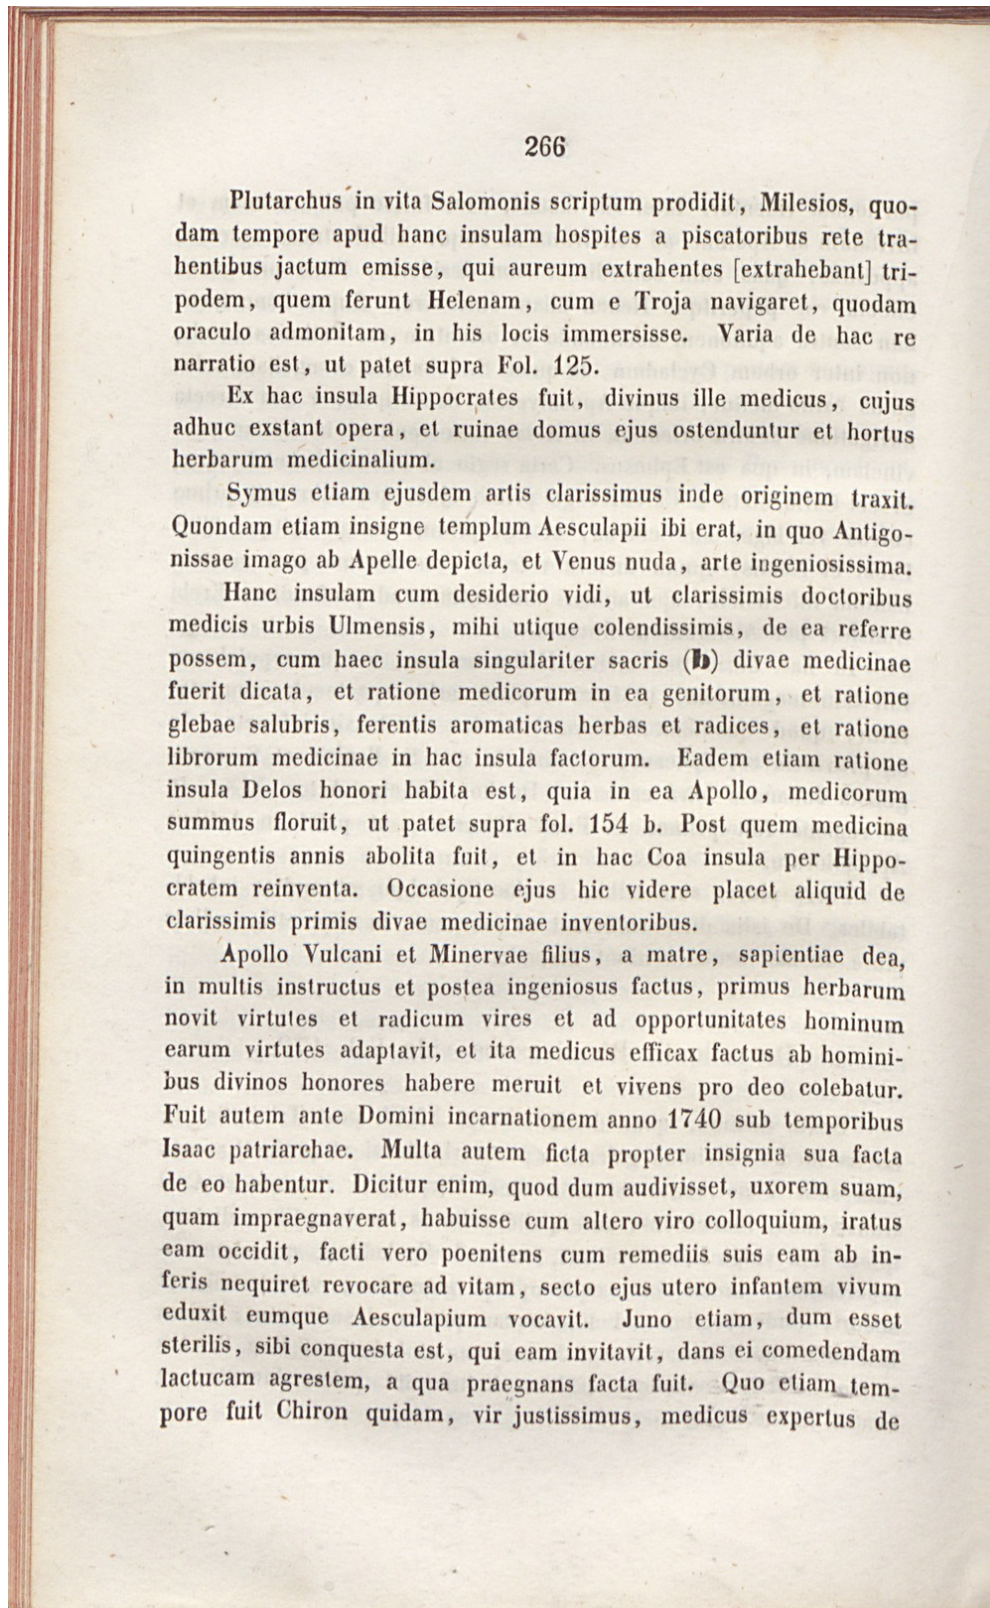 266
Plutarchus in vita Salomonis scriptum prodidit, Milesios, quo-
dam tempore apud hanc insulam hospites a piscatoribus rete tra-
hentibus jactum emisse, qui aureum extrahentes [extrahebant] tri-
podem, quem ferunt Helenam, cum e Troja navigaret, quodam
oraculo admonitam, in his locis immersisse. Varia de hac re
narratio est, ut patet supra Fol. 125.
Ex hac insula Hippocrates fuit, divinus ille medicus, cujus
adhuc exstant opera, et ruinae domus ejus ostenduntur et hortus
herbarum medicinalium.
Symus etiam ejusdem artis clarissimus inde originem traxit.
Quondam etiam insigne templum Aesculapii ibi erat, in quo Antigo-
nissae imago ab Apelle depicta, et Venus nuda, arte ingeniosissima.
Hanc insulam cum desiderio vidi, ut clarissimis doctoribus
medicis urbis Ulmensis, mihi utique colendissimis, de ea referre
possem, cum haec insula singulariter sacris (b) divae medicinae
fuerit dicata, et ratione medicorum in ea genitorum, et ratione
glebae salubris, ferentis aromaticas herbas et radices, et ratione
librorum medicinae in hac insula factorum. Eadem etiam ratione
insula Delos honori habita est, quia in ea Apollo, medicorum
summus floruit, ut patet supra fol. 154 b. Post quem medicina
quingentis annis abolita fuit, et in hac Coa insula per Hippo-
cratem reinventa. Occasione ejus hic videre placet aliquid de
clarissimis primis divae medicinae inventoribus.
Apollo Vulcani et Minervae filius, a matre, sapientiae dea,
in multis instructus et postea ingeniosus factus, primus herbarum
novit virtutes et radicum vires et ad opportunitates hominum
earum virtutes adaptavit, et ita medicus efficax factus ab homini-
bus divinos honores habere meruit et vivens pro deo colebatur.
Fuit autem ante Domini incarnationem anno 1740 sub temporibus
Isaac patriarchae. Multa autem ficta propter insignia sua facta
de eo habentur. Dicitur enim, quod dum audivisset, uxorem suam,
quam impraegnaverat, habuisse cum altero viro colloquium, iratus
eam occidit, facti vero poenitens cum remediis suis eam ab in-
feris nequiret revocare ad vitam, secto ejus utero infantem vivum
eduxit eumque Aesculapium vocavit. Juno etiam, dum esset
sterilis, sibi conquesta est, qui eam invitavit, dans ei comedendam
lactucam agrestem, a qua praegnans facta fuit. Quo etiam tem-
pore fuit Chiron quidam, vir justissimus, medicus expertus de